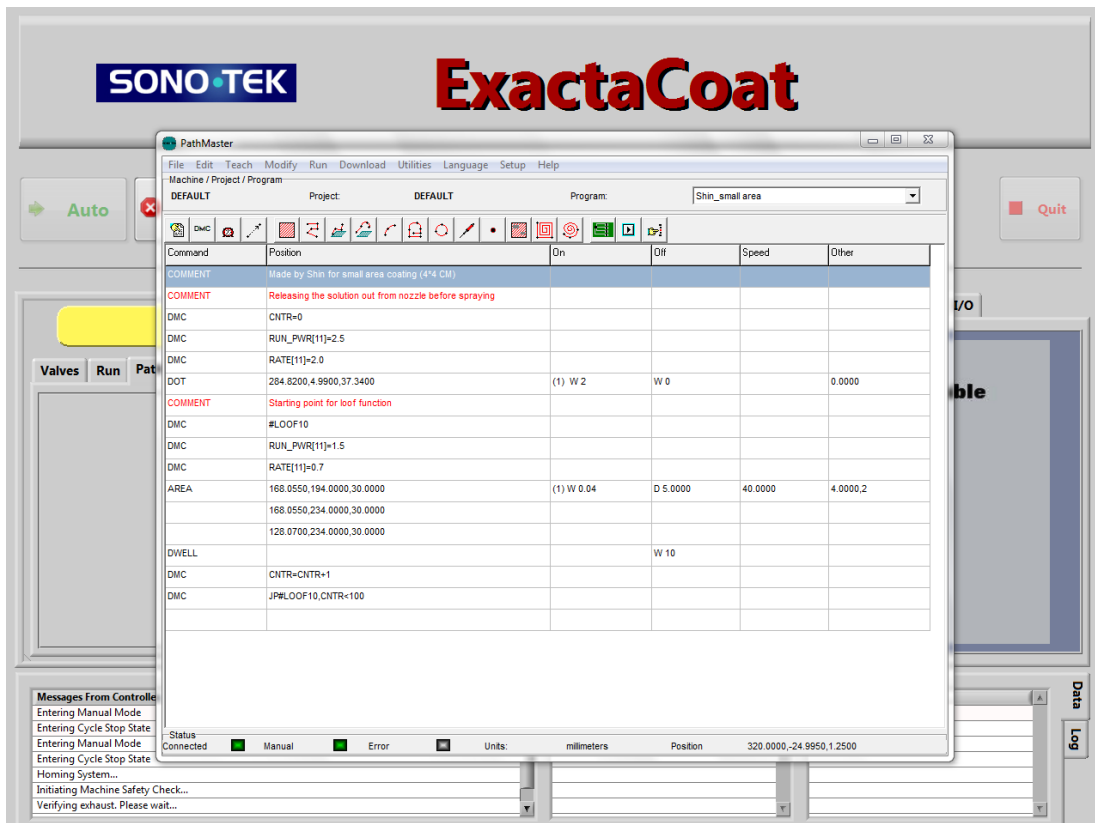 SONO•TEK
ExactaCoat
PathMaster
File Edit Teach Modify Run Download Utilities Language Setup Help
Machine / Project / Program
DEFAULT Project: DEFAULT Program: Shin_small area
Auto
Quit
DMC
Command Position On Off Speed Other
COMMENT Made by Shin for small area coating (4*4 CM)
COMMENT Releasing the solution out from nozzle before spraying
DMC CNTR=0
I/O
DMC RUN_PWR[11]=2.5
DMC RATE[11]=2.0
Valves Run Pat
DOT 284.8200,4.9900,37.3400 (1) W 2 W 0 0.0000
ble
COMMENT Starting point for loof function
DMC #LOOF10
DMC RUN_PWR[11]=1.5
DMC RATE[11]=0.7
AREA 168.0550,194.0000,30.0000 (1) W 0.04 D 5.0000 40.0000 4.0000,2
168.0550,234.0000,30.0000
128.0700,234.0000,30.0000
DWELL W 10
DMC CNTR=CNTR+1
DMC JP#LOOF10,CNTR<100
Messages From Controlle
Entering Manual Mode
Entering Cycle Stop State
Entering Manual Mode
Entering Cycle Stop State
Homing System...
Initiating Machine Safety Check...
Verifying exhaust. Please wait...
Status
Connected Manual Error Units: millimeters Position 320.0000,-24.9950,1.2500
Data
Log